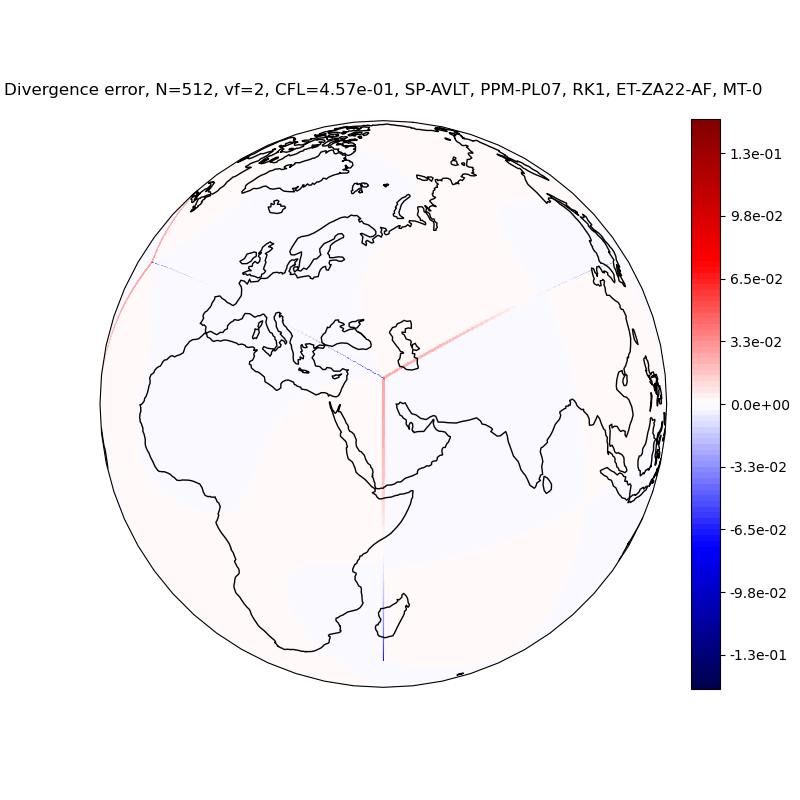 Divergence error, N=512, vf=2, CFL=4.57e-01, SP-AVLT, PPM-PL07, RK1, ET-ZA22-AF, MT-0
1.3e-01
9.8e-02
6.5e-02
3.3e-02
0.0e+00
-3.3e-02
-6.5e-02
-9.8e-02
-1.3e-01